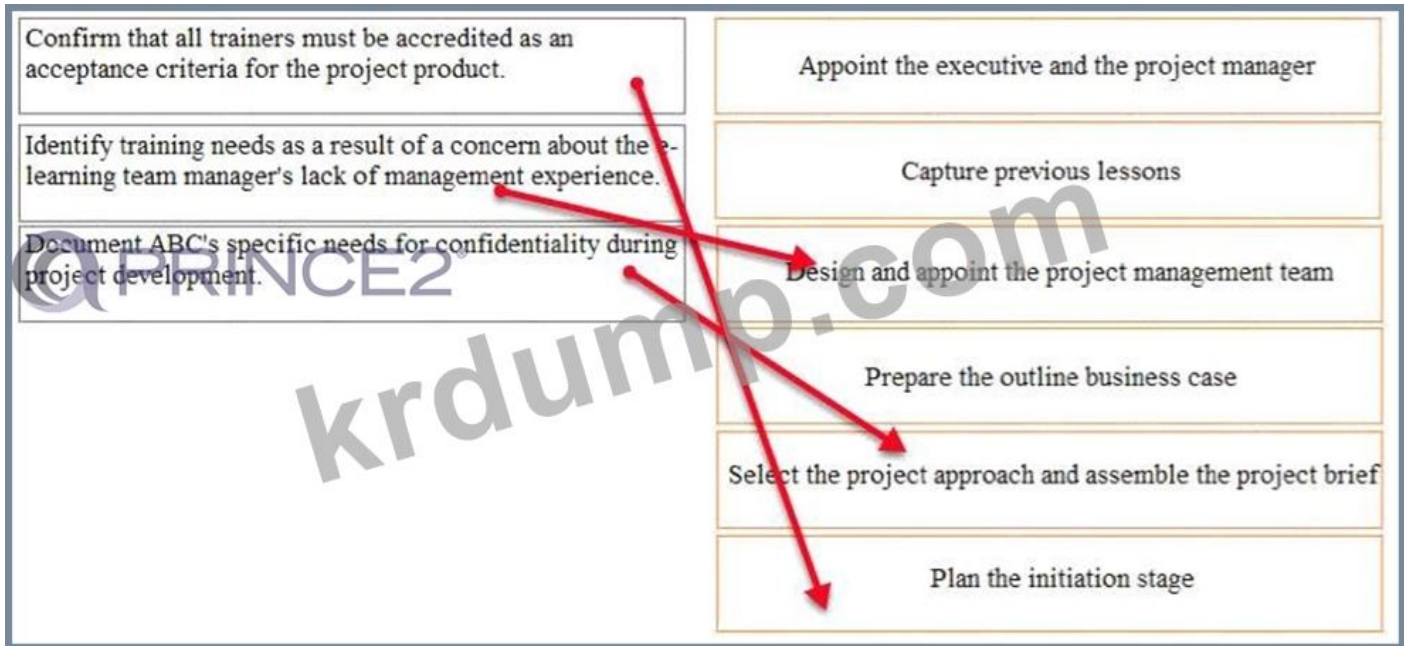 Confirm that all trainers must be accredited as an
acceptance criteria for the project product.
Identify training needs as a result of a concern about the e-
learning team manager's lack of management experience.
Document ABC's specific needs for confidentiality during
project development.
PRINCE2®
Appoint the executive and the project manager
Capture previous lessons
Design and appoint the project management team
Prepare the outline business case
Select the project approach and assemble the project brief
Plan the initiation stage
krdump.com